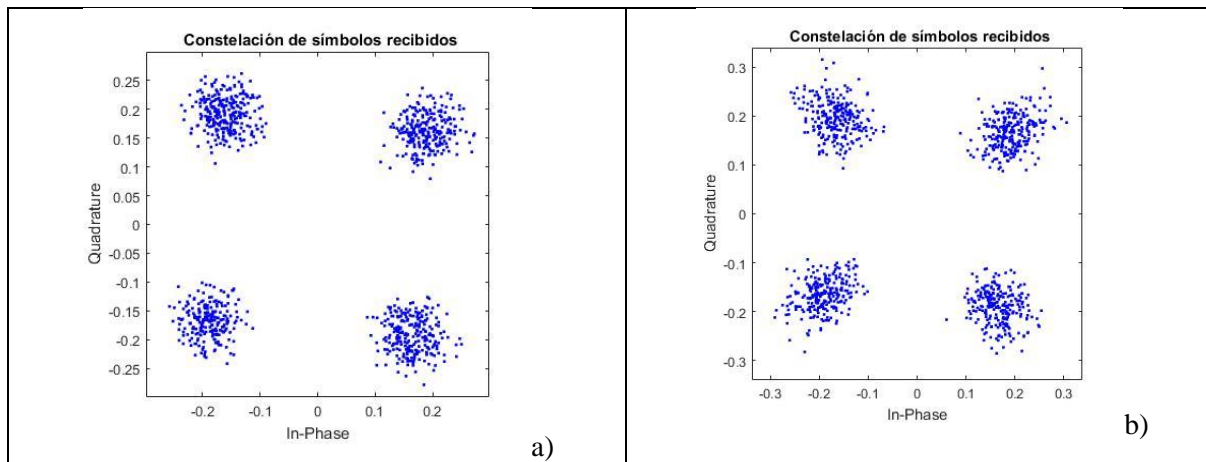 Constelación de símbolos recibidos
0.25
0.2
0.15
0.1
0.05
0
-0.05
-0.1
-0.15
-0.2
-0.25
Quadrature
-0.2 -0.1 0 0.1 0.2
In-Phase
a)
Constelación de símbolos recibidos
0.3
0.2
0.1
0
-0.1
-0.2
-0.3
Quadrature
-0.3 -0.2 -0.1 0 0.1 0.2 0.3
In-Phase
b)